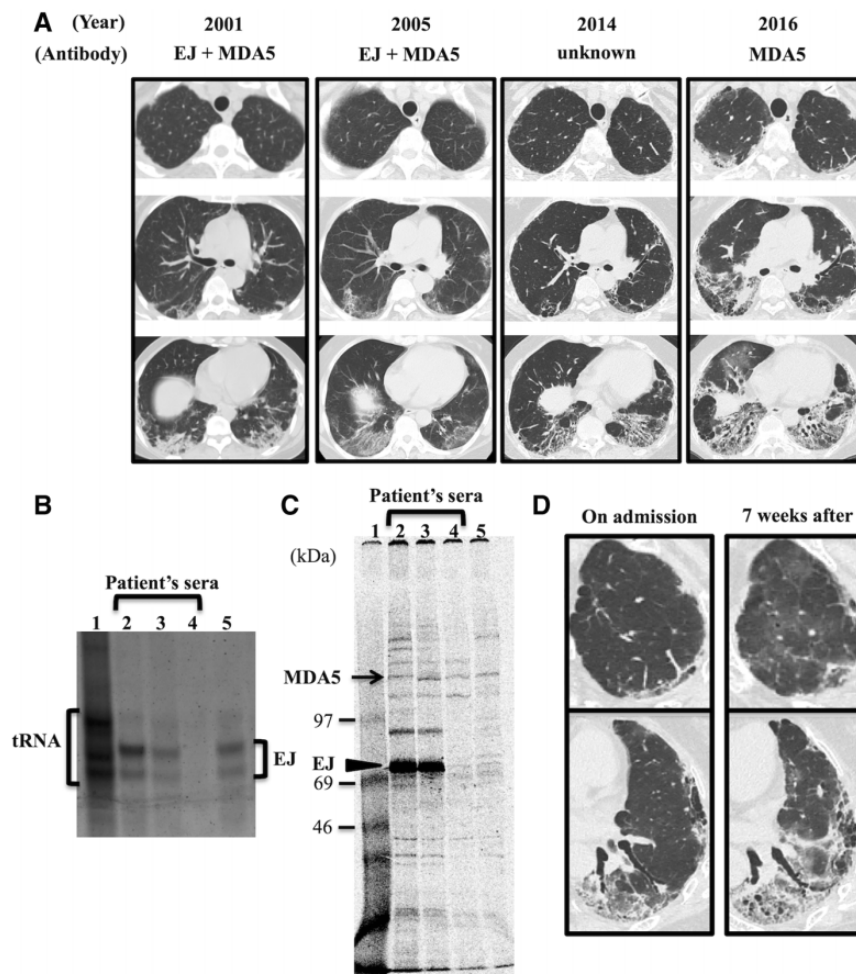 A (Year) 2001 2005 2014 2016
(Antibody) EJ + MDA5 EJ + MDA5 unknown MDA5
B
Patient's sera
1 2 3 4 5
tRNA
EJ
C
Patient's sera
1 2 3 4 5
(kDa)
MDA5
97
EJ
69
46
D
On admission 7 weeks after